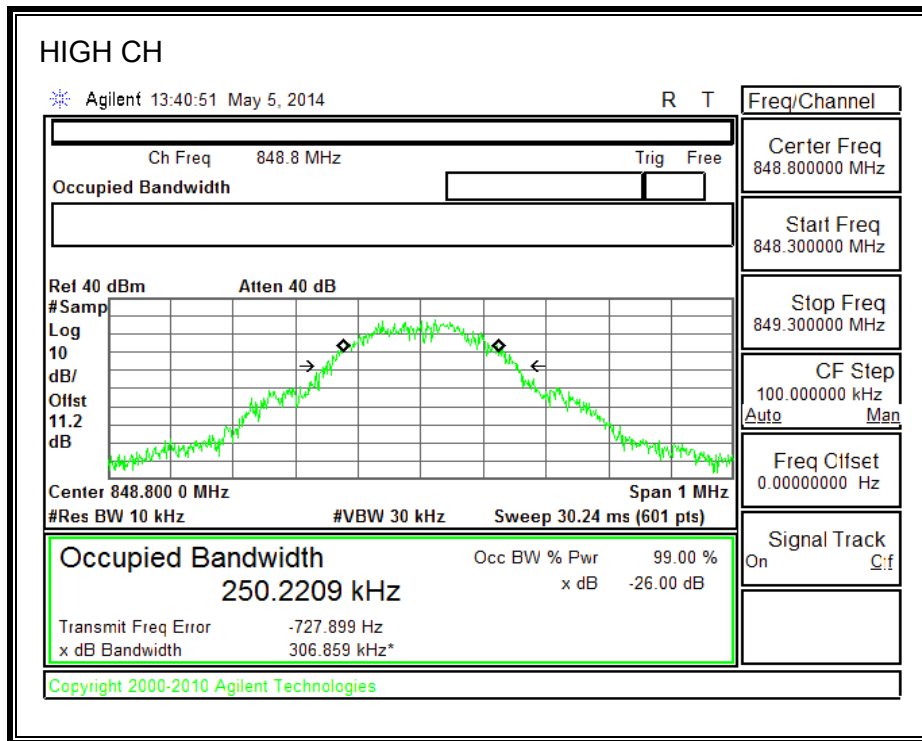 HIGH CH
Agilent 13:40:51 May 5, 2014 R T
Ch Freq 848.8 MHz Trig Free
Occupied Bandwidth
Ref 40 dBm Atten 40 dB
#Samp
Log
10
dB/
Offst
11.2
dB
Center 848.800 0 MHz Span 1 MHz
#Res BW 10 kHz #VBW 30 kHz Sweep 30.24 ms (601 pts)
Occupied Bandwidth
250.2209 kHz
Occ BW % Pwr 99.00 %
x dB -26.00 dB
Transmit Freq Error -727.899 Hz
x dB Bandwidth 306.859 kHz*
Copyright 2000-2010 Agilent Technologies
Freq/Channel
Center Freq
848.800000 MHz
Start Freq
848.300000 MHz
Stop Freq
849.300000 MHz
CF Step
100.000000 kHz
Auto Man
Freq Offset
0.00000000 Hz
Signal Track
On Off